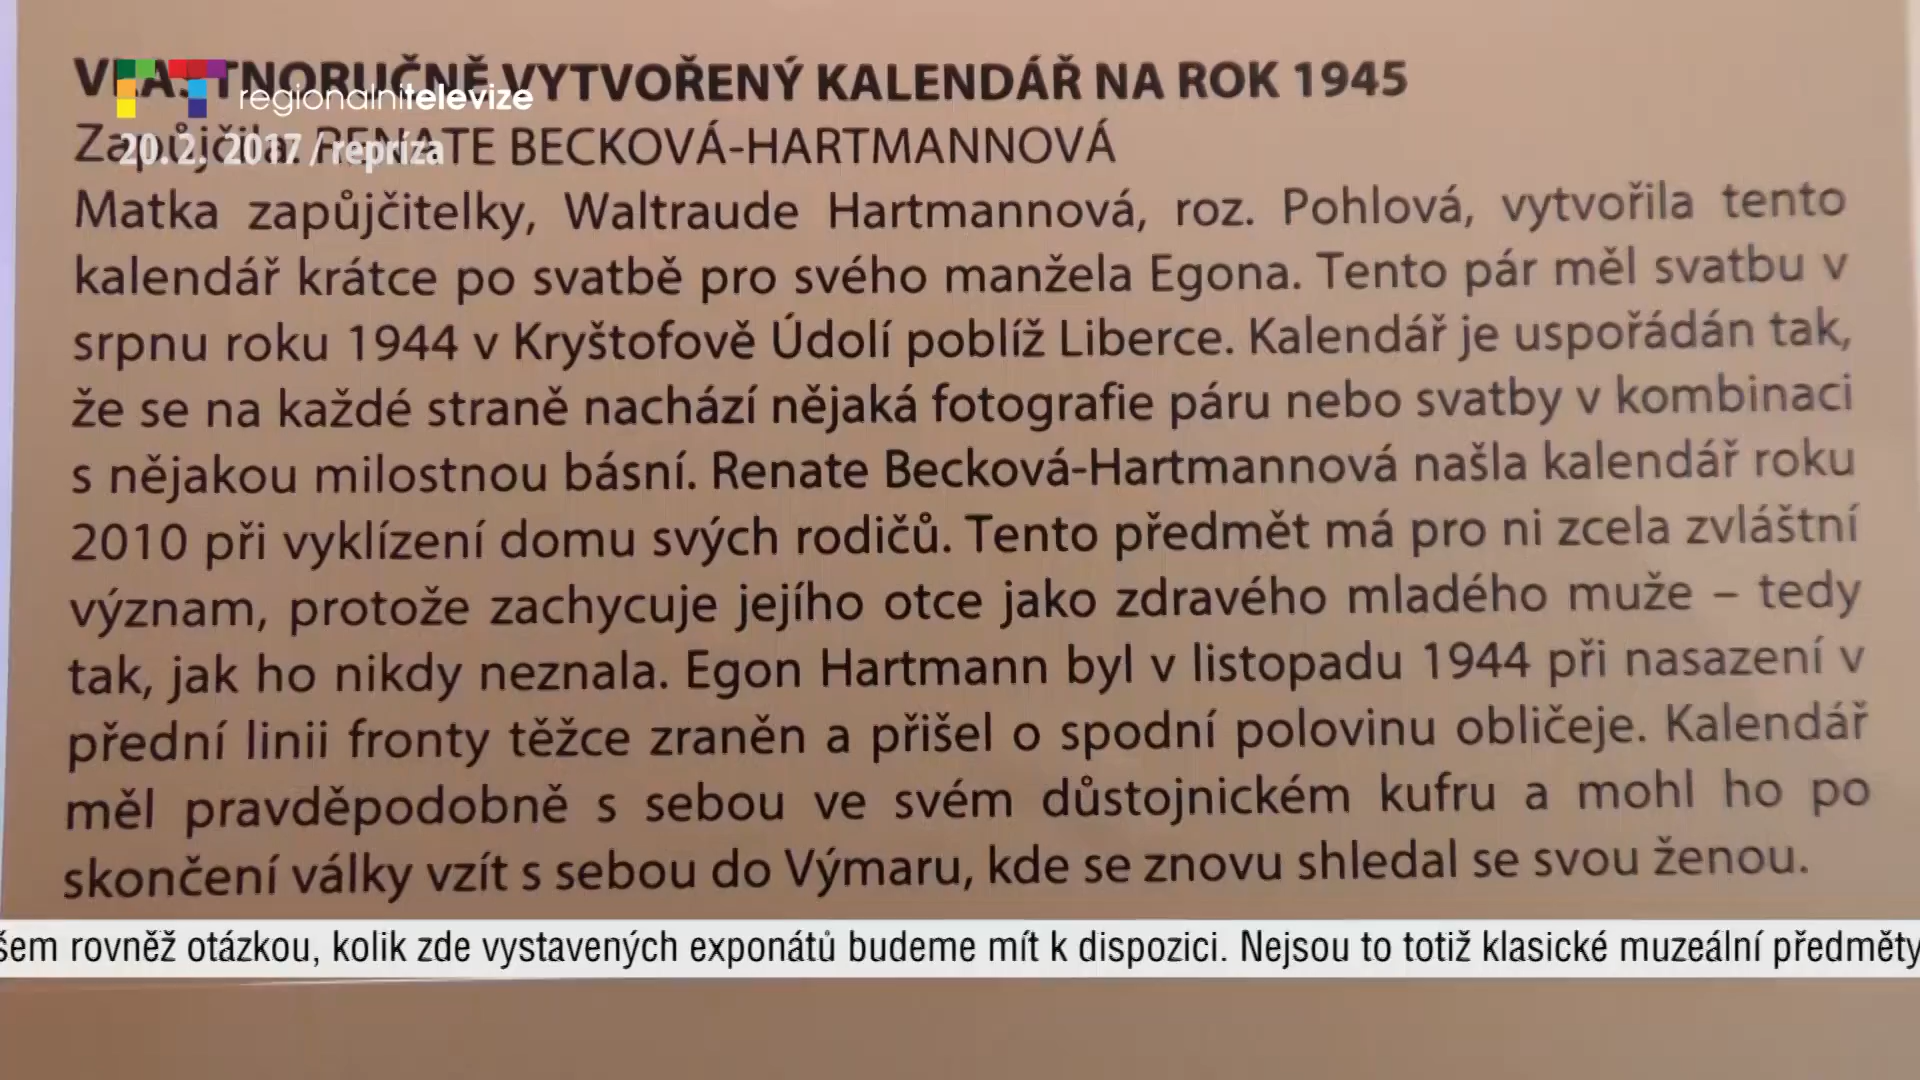 VLASTNORUČNĚ VYTVOŘENÝ KALENDÁŘ NA ROK 1945
regionalnitelevize
Zapůjčila: RENATE BECKOVÁ-HARTMANNOVÁ
20. 2. 2017 / repríza
Matka zapůjčitelky, Waltraude Hartmannová, roz. Pohlová, vytvořila tento
kalendář krátce po svatbě pro svého manžela Egona. Tento pár měl svatbu v
srpnu roku 1944 v Kryštofově Údolí poblíž Liberce. Kalendář je uspořádán tak,
že se na každé straně nachází nějaká fotografie páru nebo svatby v kombinaci
s nějakou milostnou básní. Renate Becková-Hartmannová našla kalendář roku
2010 při vyklízení domu svých rodičů. Tento předmět má pro ni zcela zvláštní
význam, protože zachycuje jejího otce jako zdravého mladého muže – tedy
tak, jak ho nikdy neznala. Egon Hartmann byl v listopadu 1944 při nasazení v
přední linii fronty těžce zraněn a přišel o spodní polovinu obličeje. Kalendář
měl pravděpodobně s sebou ve svém důstojnickém kufru a mohl ho po
skončení války vzít s sebou do Výmaru, kde se znovu shledal se svou ženou.
šem rovněž otázkou, kolik zde vystavených exponátů budeme mít k dispozici. Nejsou to totiž klasické muzeální předměty